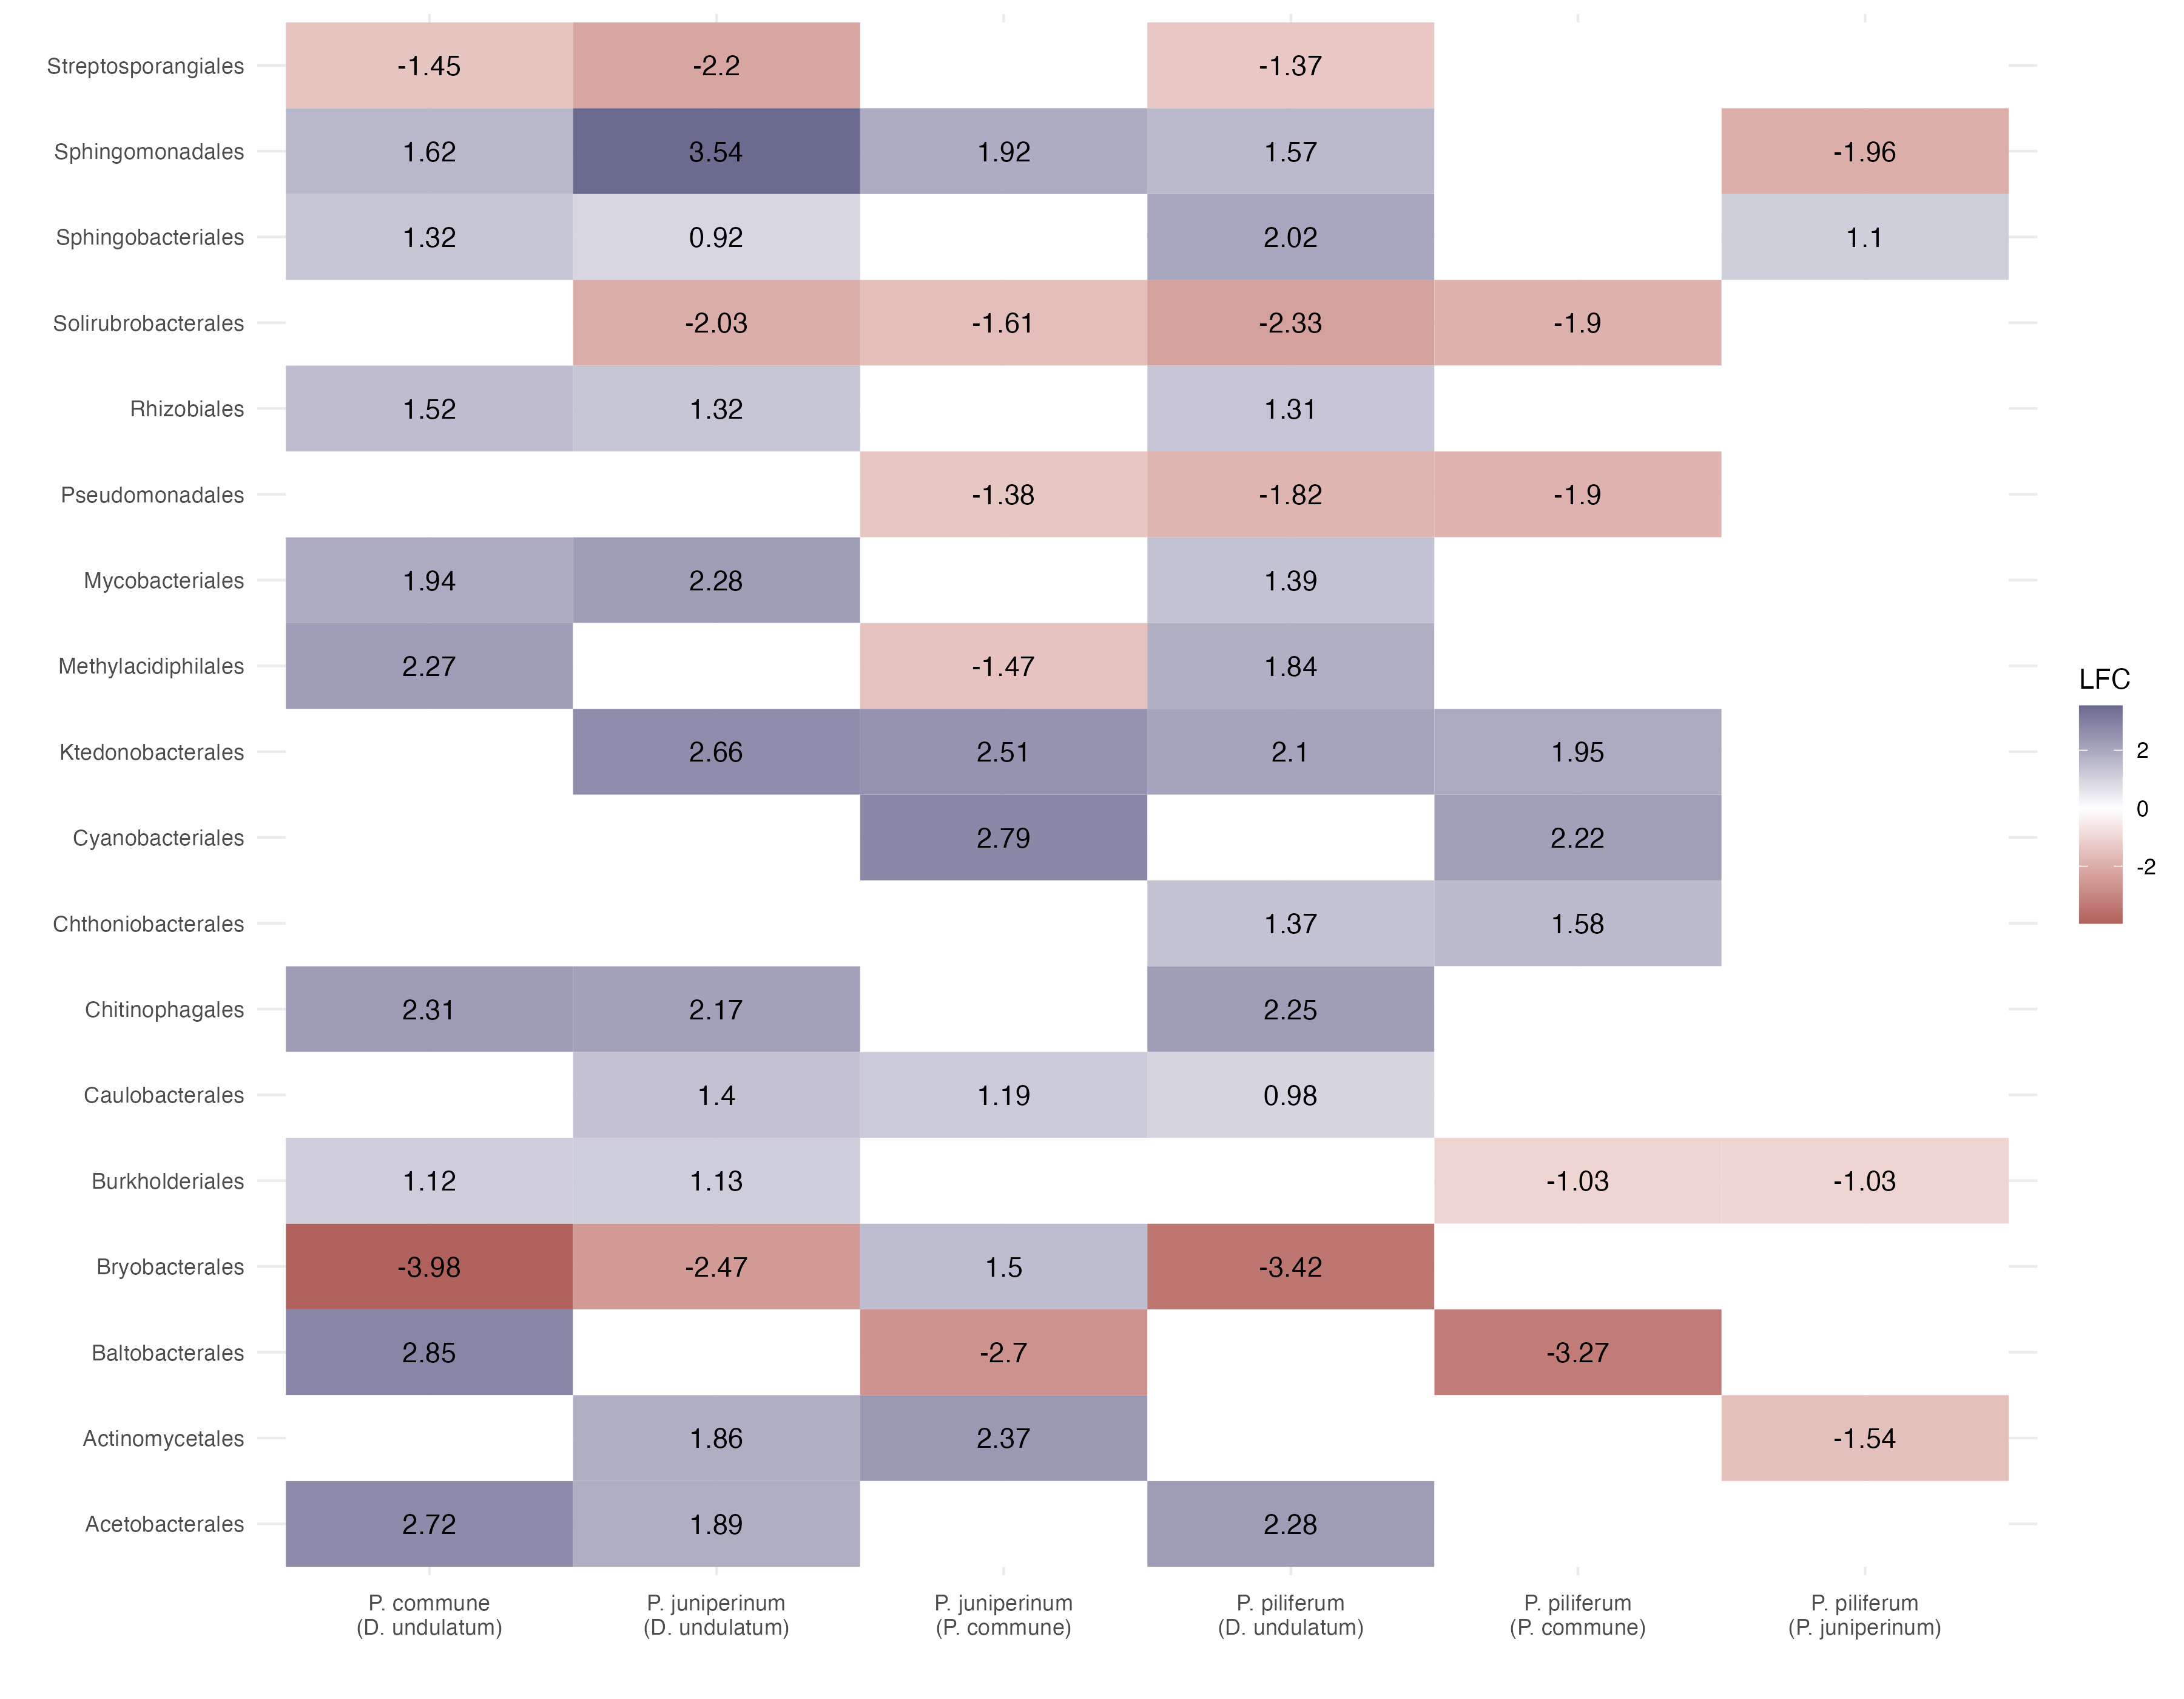 Streptosporangiales -1.45 -2.2 -1.37
Sphingomonadales 1.62 3.54 1.92 1.57 -1.96
Sphingobacteriales 1.32 0.92 2.02 1.1
Solirubrobacterales -2.03 -1.61 -2.33 -1.9
Rhizobiales 1.52 1.32 1.31
Pseudomonadales -1.38 -1.82 -1.9
Mycobacteriales 1.94 2.28 1.39
Methylacidiphilales 2.27 -1.47 1.84
Ktedonobacterales 2.66 2.51 2.1 1.95
Cyanobacteriales 2.79 2.22
Chthoniobacterales 1.37 1.58
Chitinophagales 2.31 2.17 2.25
Caulobacterales 1.4 1.19 0.98
Burkholderiales 1.12 1.13 -1.03 -1.03
Bryobacterales -3.98 -2.47 1.5 -3.42
Baltobacterales 2.85 -2.7 -3.27
Actinomycetales 1.86 2.37 -1.54
Acetobacterales 2.72 1.89 2.28
P. commune P. juniperinum P. juniperinum P. piliferum P. piliferum P. piliferum
(D. undulatum) (D. undulatum) (P. commune) (D. undulatum) (P. commune) (P. juniperinum)
LFC
2
0
-2